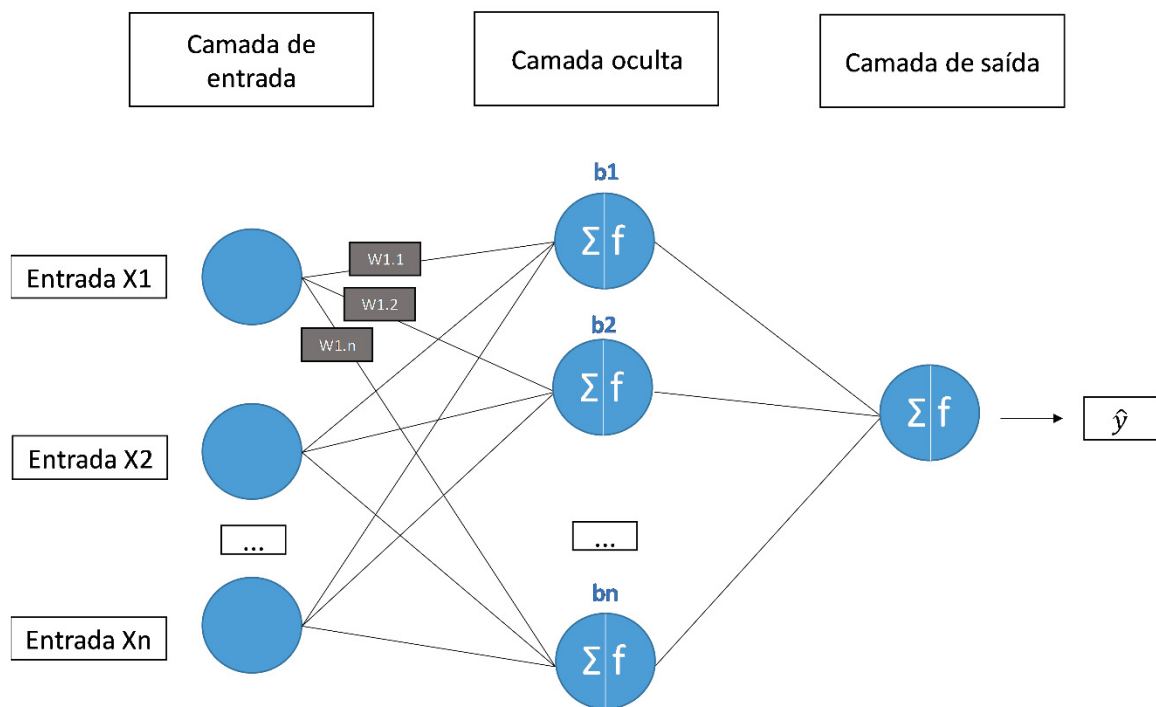 Camada de
entrada
Camada oculta
Camada de saída
b1
Σ f
W1.1
Entrada X1
W1.2
b2
W1.n
Σ f
Σ f
ŷ
Entrada X2
...
...
bn
Entrada Xn
Σ f